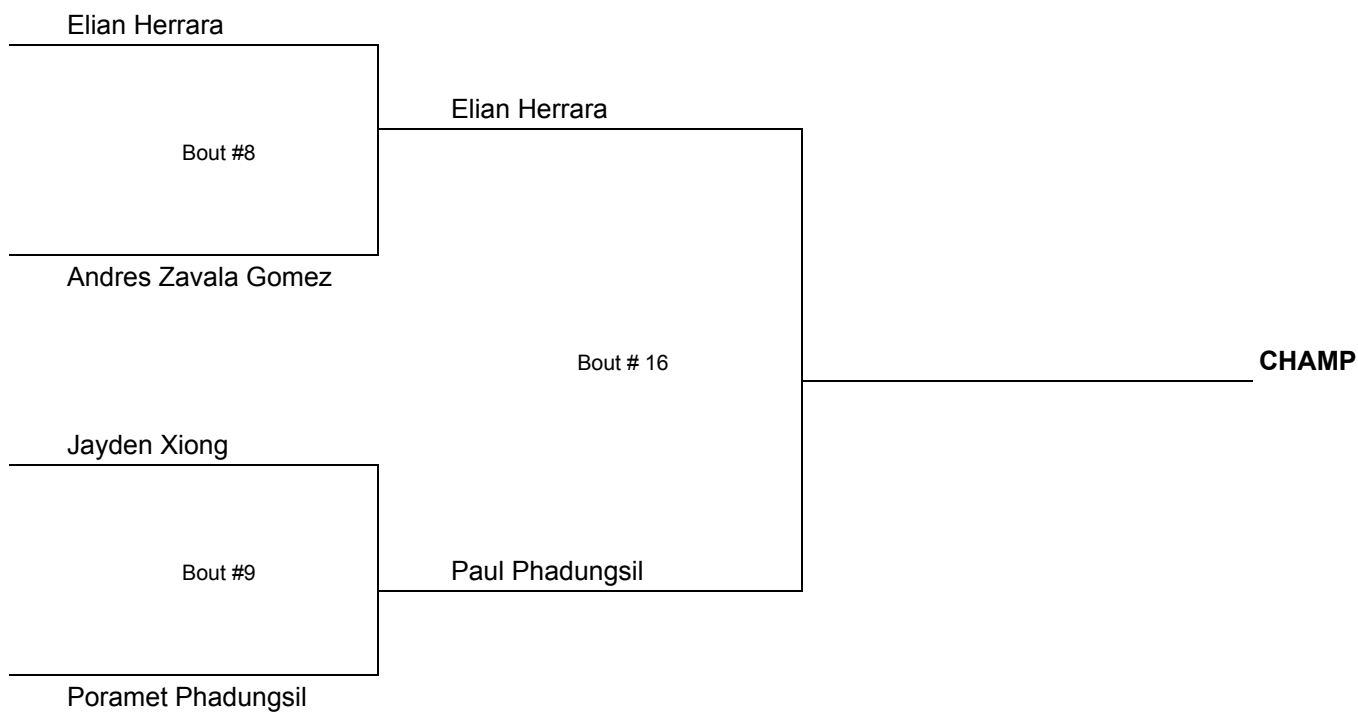 Elian Herrara
Elian Herrara
Bout #8
Andres Zavala Gomez
Bout # 16
CHAMP
Jayden Xiong
Bout #9
Paul Phadungsil
Poramet Phadungsil